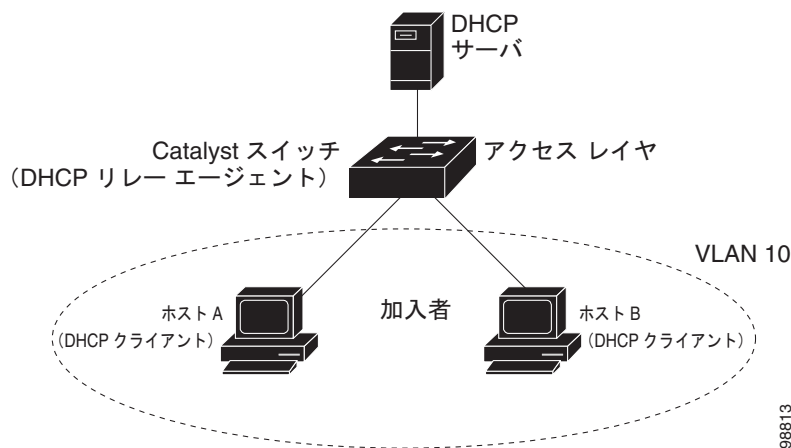 DHCP
サーバ
Catalyst スイッチ
(DHCP リレー エージェント)
アクセス レイヤ
VLAN 10
ホスト A
(DHCP クライアント)
加入者
ホスト B
(DHCP クライアント)
98813